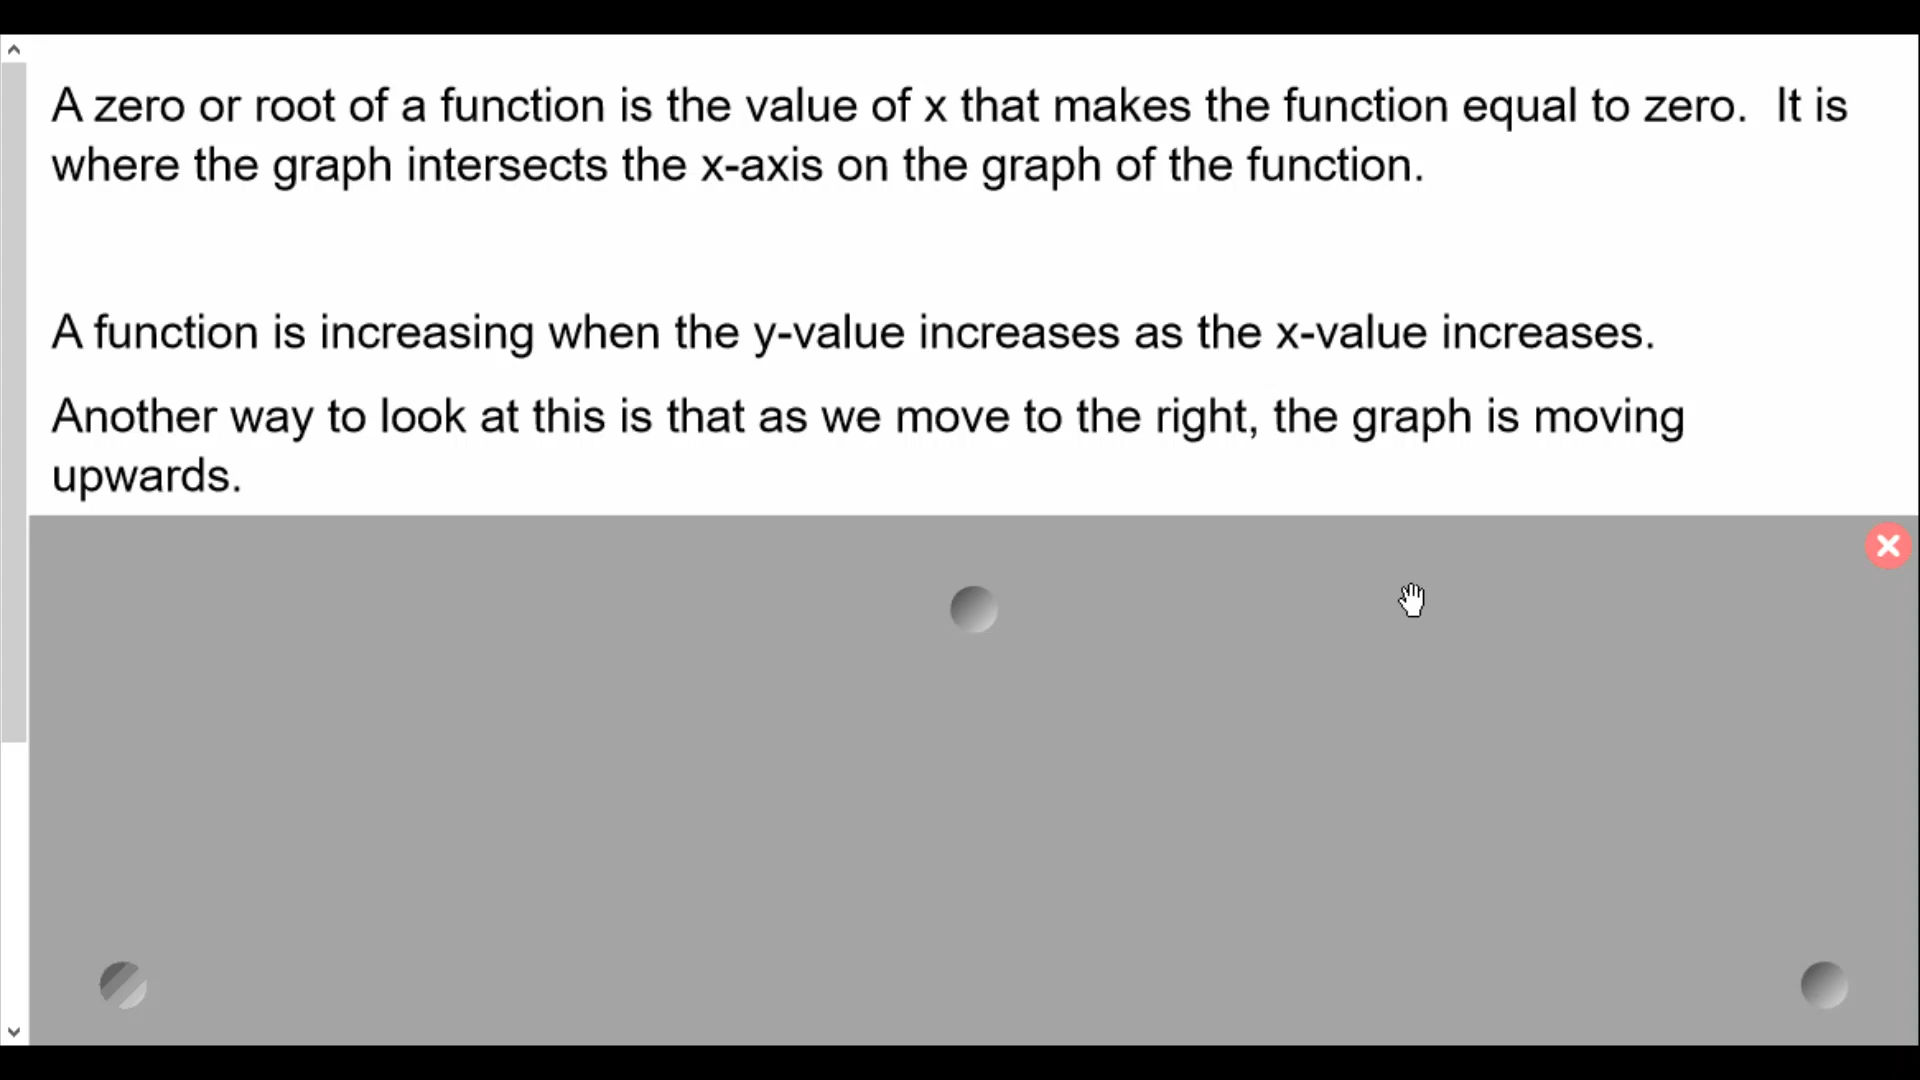 A zero or root of a function is the value of x that makes the function equal to zero.  It is
where the graph intersects the x-axis on the graph of the function.
A function is increasing when the y-value increases as the x-value increases.
Another way to look at this is that as we move to the right, the graph is moving
upwards.